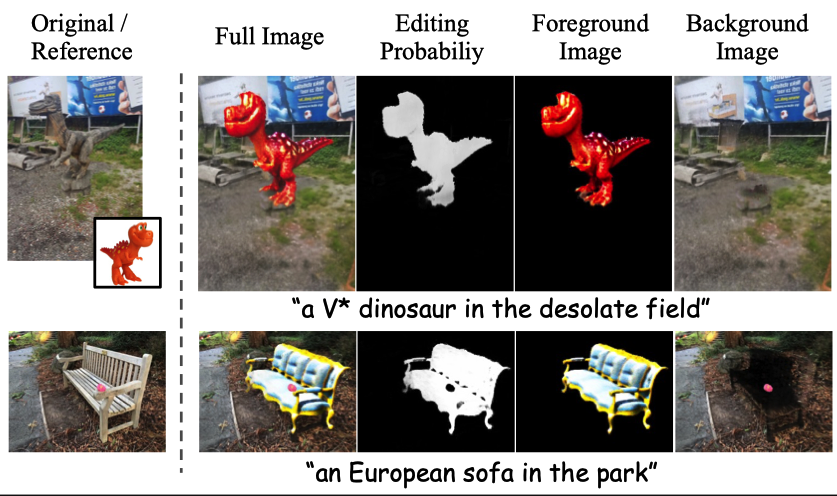 Original /
Reference
Full Image
Editing
Probabiliy
Foreground
Image
Background
Image
“a V* dinosaur in the desolate field”
“an European sofa in the park”